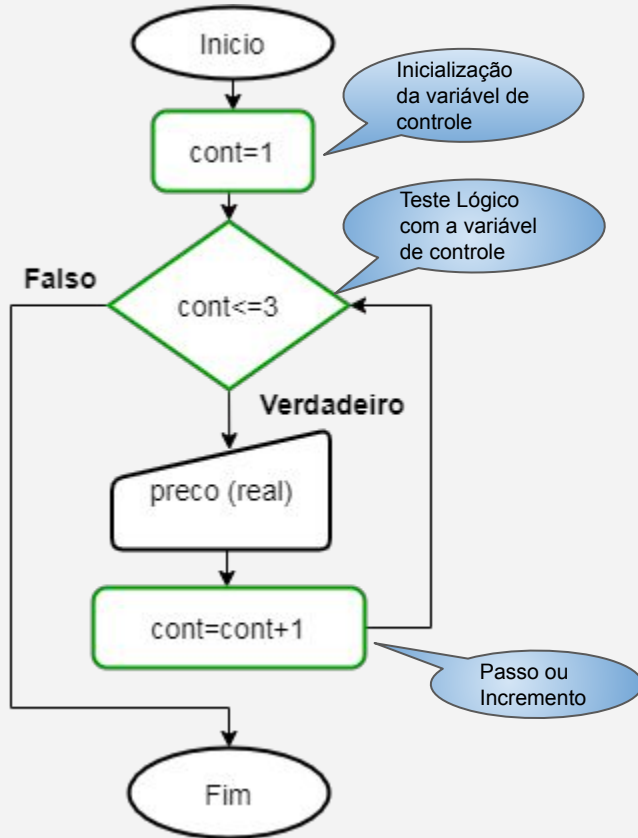 Inicio
Inicialização
da variável de
controle
cont=1
Teste Lógico
com a variável
de controle
Falso
cont<=3
Verdadeiro
preco (real)
cont=cont+1
Passo ou
Incremento
Fim